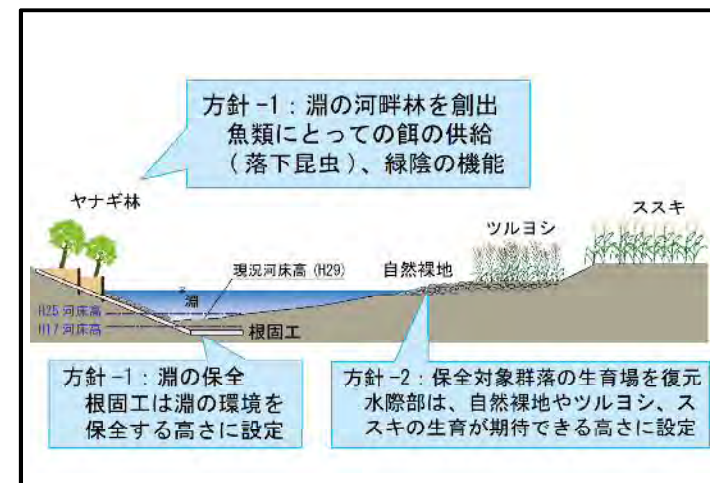 方針-1：淵の河畔林を創出
魚類にとっての餌の供給
(落下昆虫)、緑陰の機能
ヤナギ林
ススキ
ツルヨシ
現況河床高(H29)
自然裸地
淵
H25河床高
H17河床高
根固工
方針-1：淵の保全
根固工は淵の環境を
保全する高さに設定
方針-2：保全対象群落の生育場を復元
水際部は、自然裸地やツルヨシ、ス
スキの生育が期待できる高さに設定